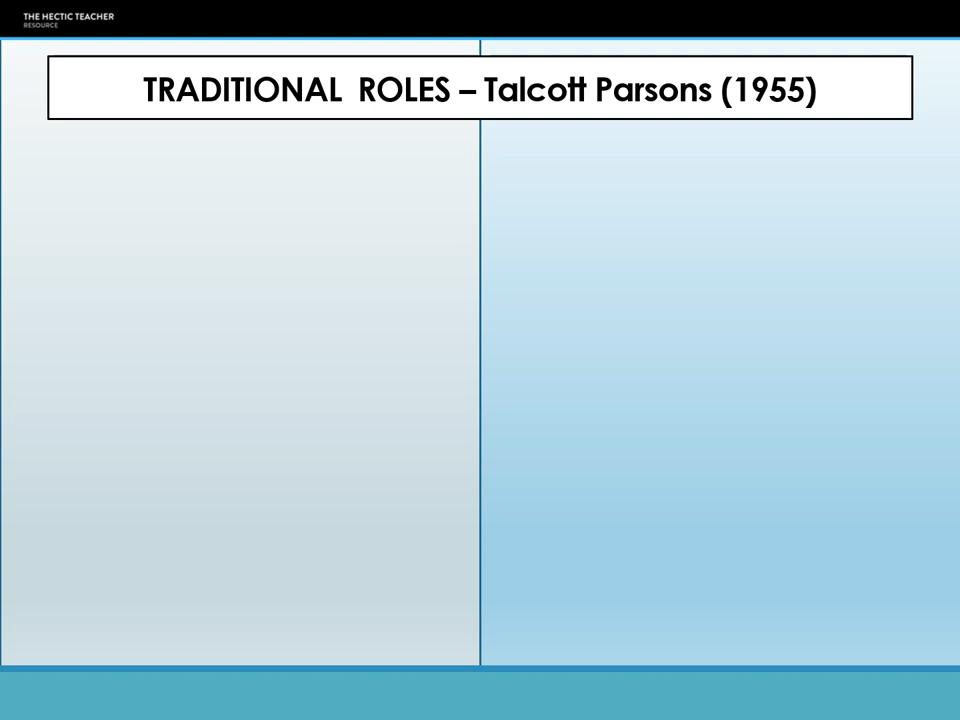 THE HECTIC TEACHER
RESOURCE
TRADITIONAL  ROLES – Talcott Parsons (1955)